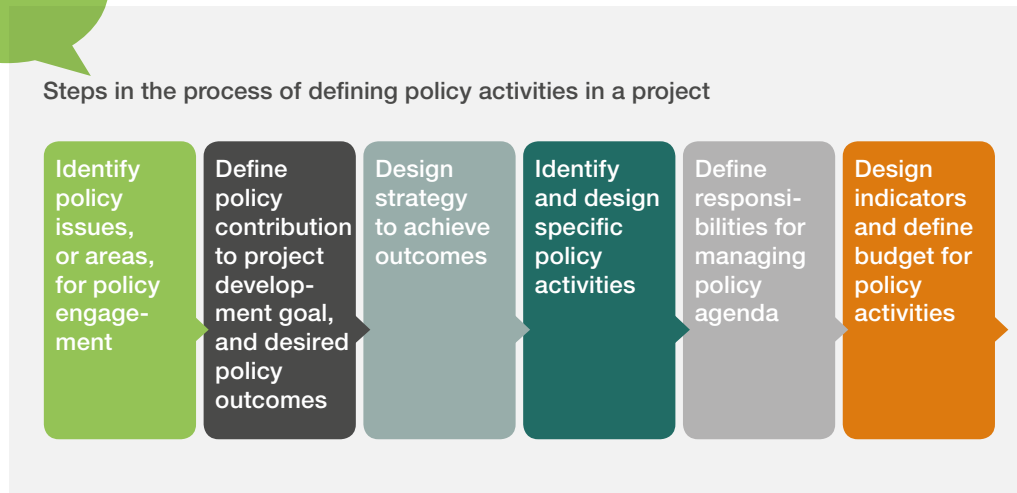 Steps in the process of defining policy activities in a project
Identify
policy
issues,
or areas,
for policy
engage-
ment
Define
policy
contribution
to project
develop-
ment goal,
and desired
policy
outcomes
Design
strategy
to achieve
outcomes
Identify
and design
specific
policy
activities
Define
responsi-
bilities for
managing
policy
agenda
Design
indicators
and define
budget for
policy
activities